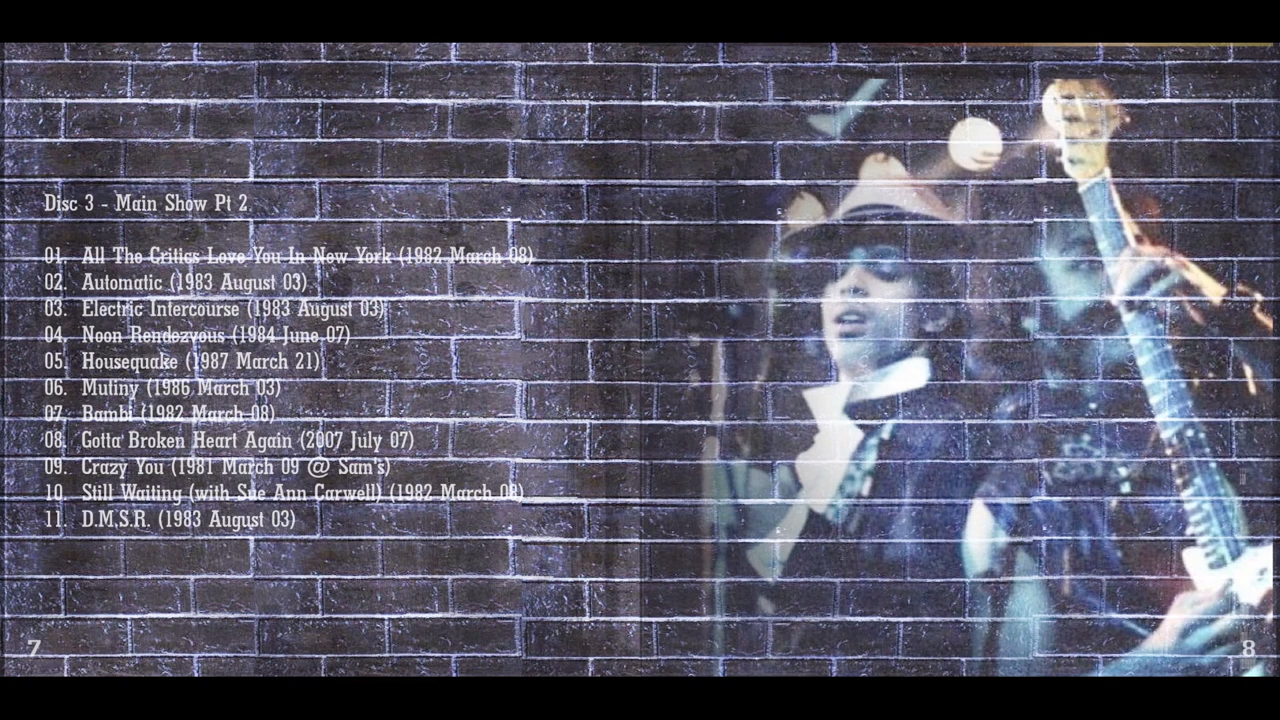 Disc 3 - Main Show Pt 2
01. All The Critics Love You In New York (1982 March 08)
02. Automatic (1983 August 03)
03. Electric Intercourse (1983 August 03)
04. Noon Rendezvous (1984 June 07)
05. Housequake (1987 March 21)
06. Mutiny (1986 March 03)
07. Bambi (1982 March 08)
08. Gotta Broken Heart Again (2007 July 07)
09. Crazy You (1981 March 09 @ Sam's)
10. Still Waiting (with Sue Ann Carwell) (1982 March 08)
11. D.M.S.R. (1983 August 03)
7
8